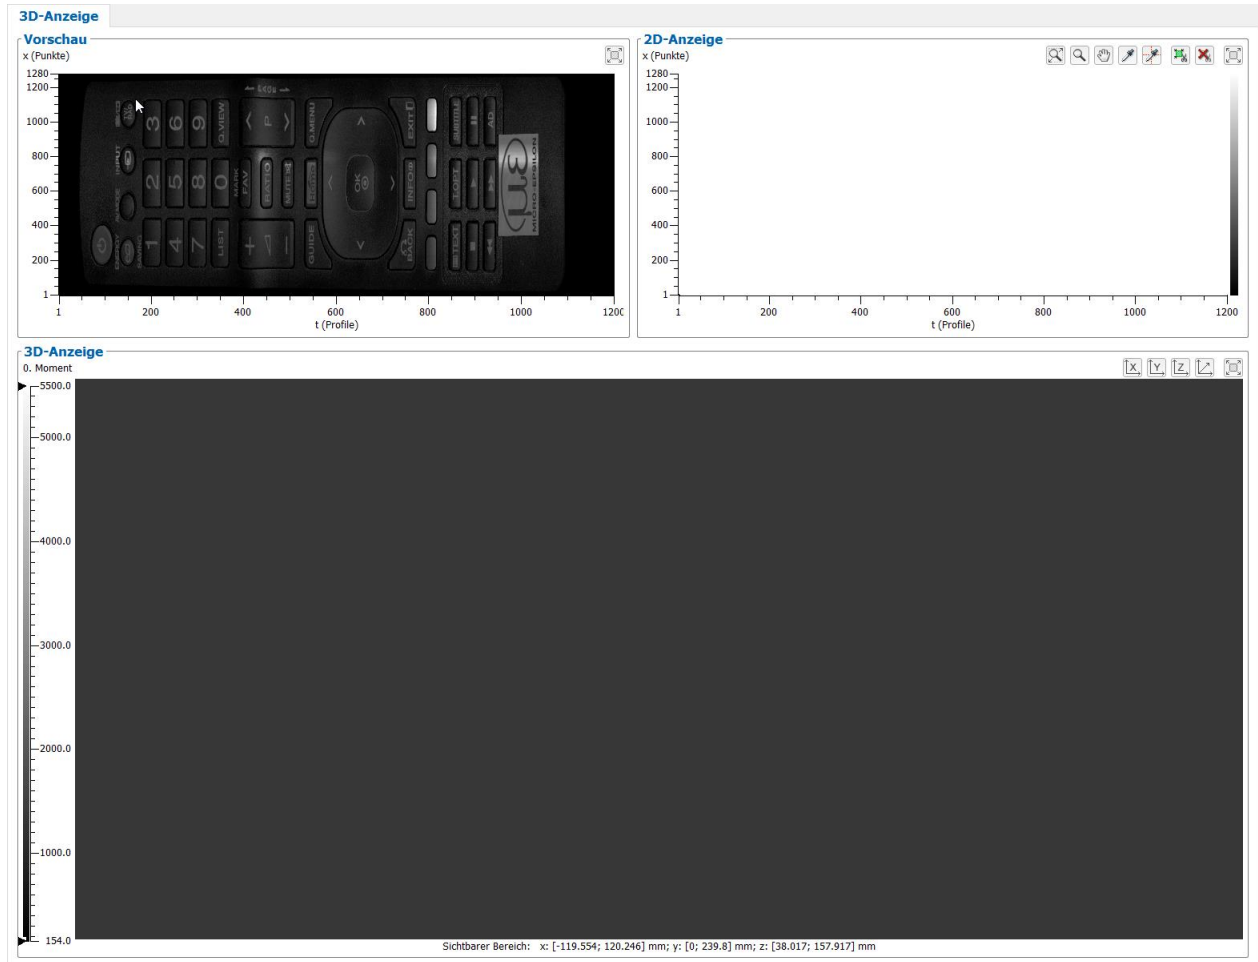 3D-Anzeige
Vorschau
x (Punkte)
1280
1200
1000
800
600
400
200
1
1 200 400 600 800 1000 1200
t (Profile)
INPUT
3 6 9 Q.VIEW
2 5 8 0
1 4 7 LIST
MARK
FAV
P
RATIO
MUTE
Q.MENU
GUIDE
OK
EXIT
INFO
BACK
SUBTITLE
AD
T.OPT
TEXT
MICRO-EPSILON
2D-Anzeige
x (Punkte)
1280
1200
1000
800
600
400
200
1
1 200 400 600 800 1000 1200
t (Profile)
3D-Anzeige
0. Moment
X Y Z
5500.0
5000.0
4000.0
3000.0
2000.0
1000.0
154.0
Sichtbarer Bereich: x: [-119.554; 120.246] mm; y: [0; 239.8] mm; z: [38.017; 157.917] mm